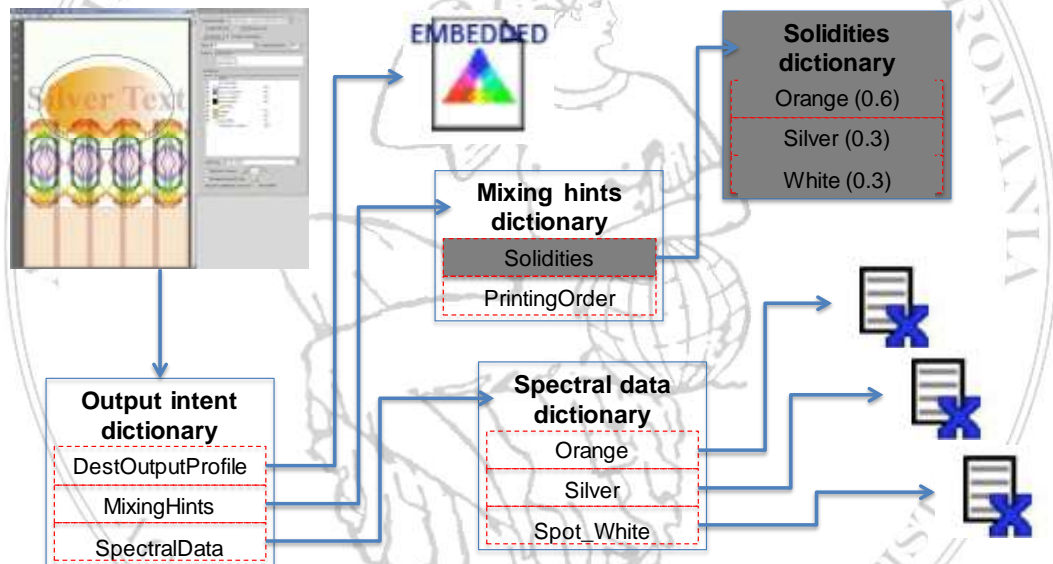 Silver Text
EMBEDDED
Solidities
dictionary
Orange (0.6)
Silver (0.3)
White (0.3)
Mixing hints
dictionary
Solidities
PrintingOrder
Output intent
dictionary
DestOutputProfile
MixingHints
SpectralData
Spectral data
dictionary
Orange
Silver
Spot_White
ROMANIA